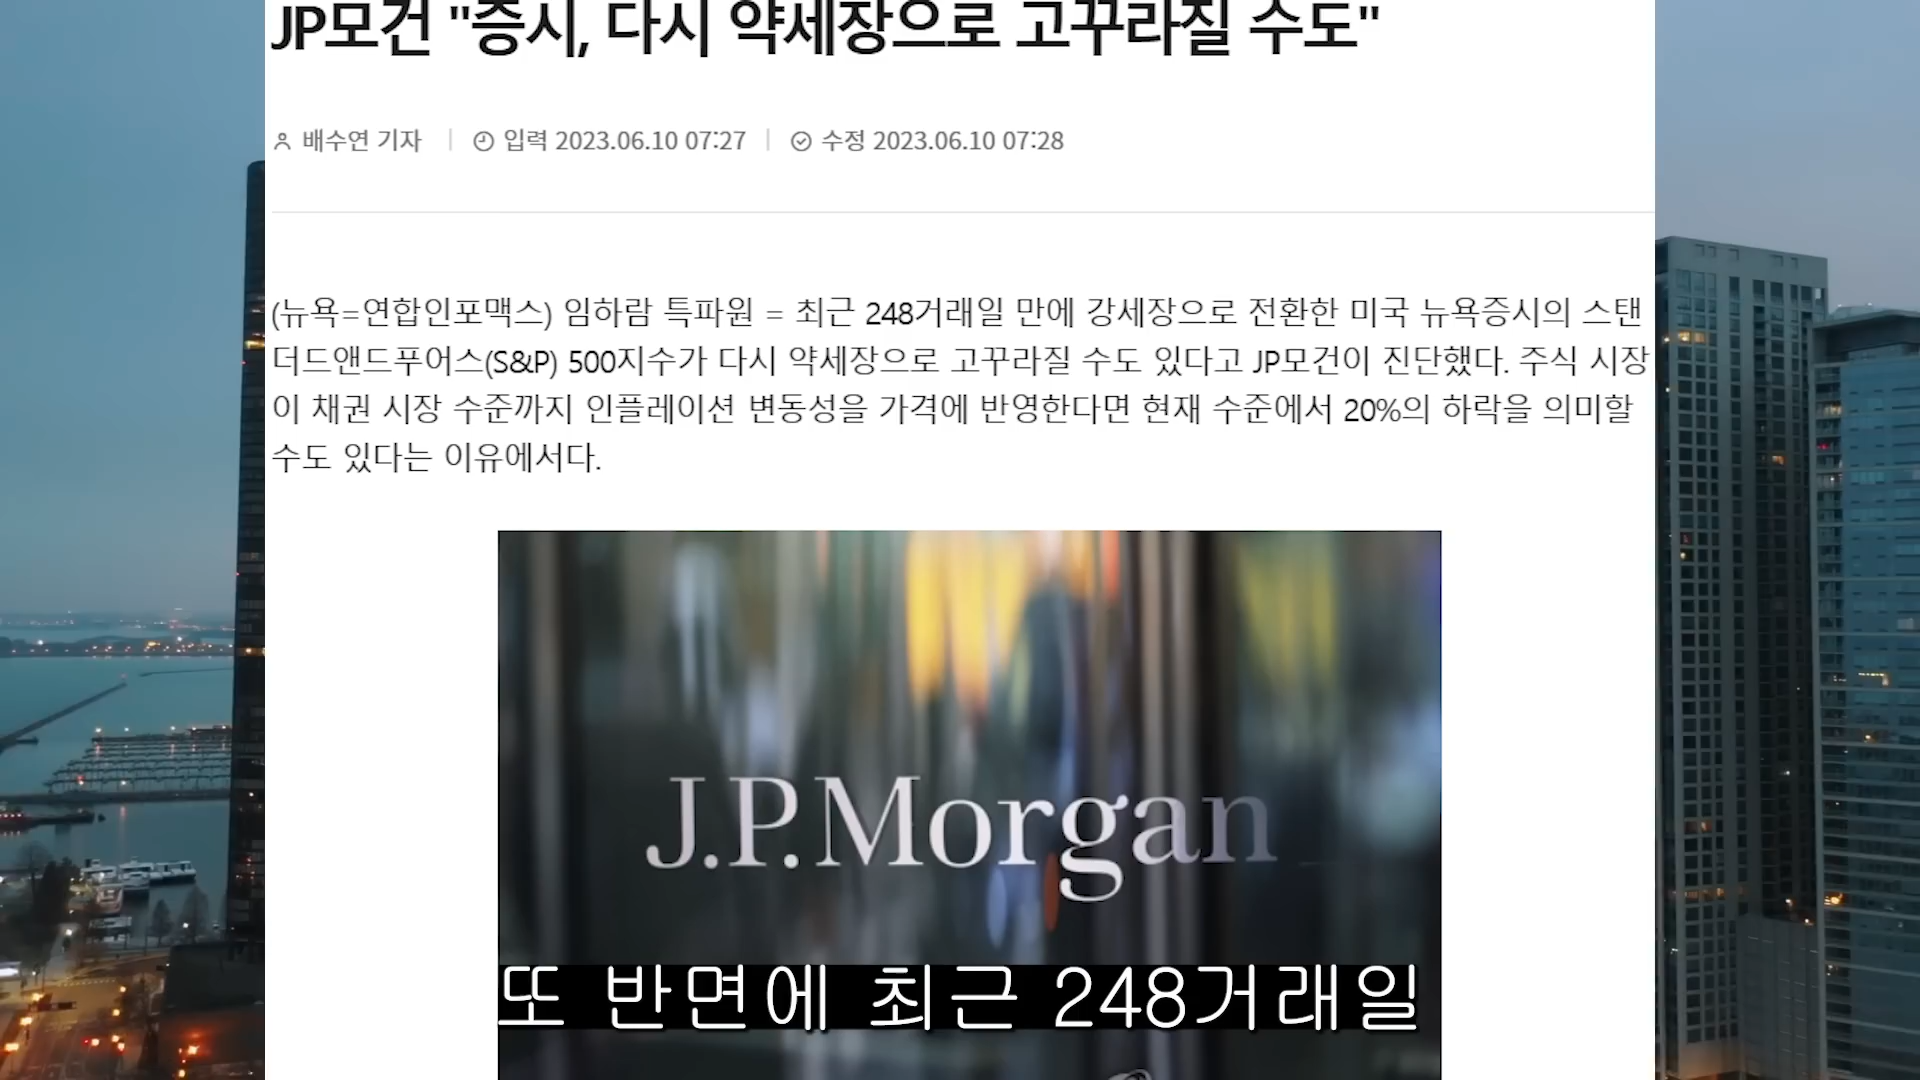 JP모건 "증시, 다시 약세장으로 고꾸라질 수도"
배수연 기자 입력 2023.06.10 07:27 수정 2023.06.10 07:28
(뉴욕=연합인포맥스) 임하람 특파원 = 최근 248거래일 만에 강세장으로 전환한 미국 뉴욕증시의 스탠
더드앤드푸어스(S&P) 500지수가 다시 약세장으로 고꾸라질 수도 있다고 JP모건이 진단했다. 주식 시장
이 채권 시장 수준까지 인플레이션 변동성을 가격에 반영한다면 현재 수준에서 20%의 하락을 의미할
수도 있다는 이유에서다.
J.P.Morgan
또 반면에 최근 248거래일